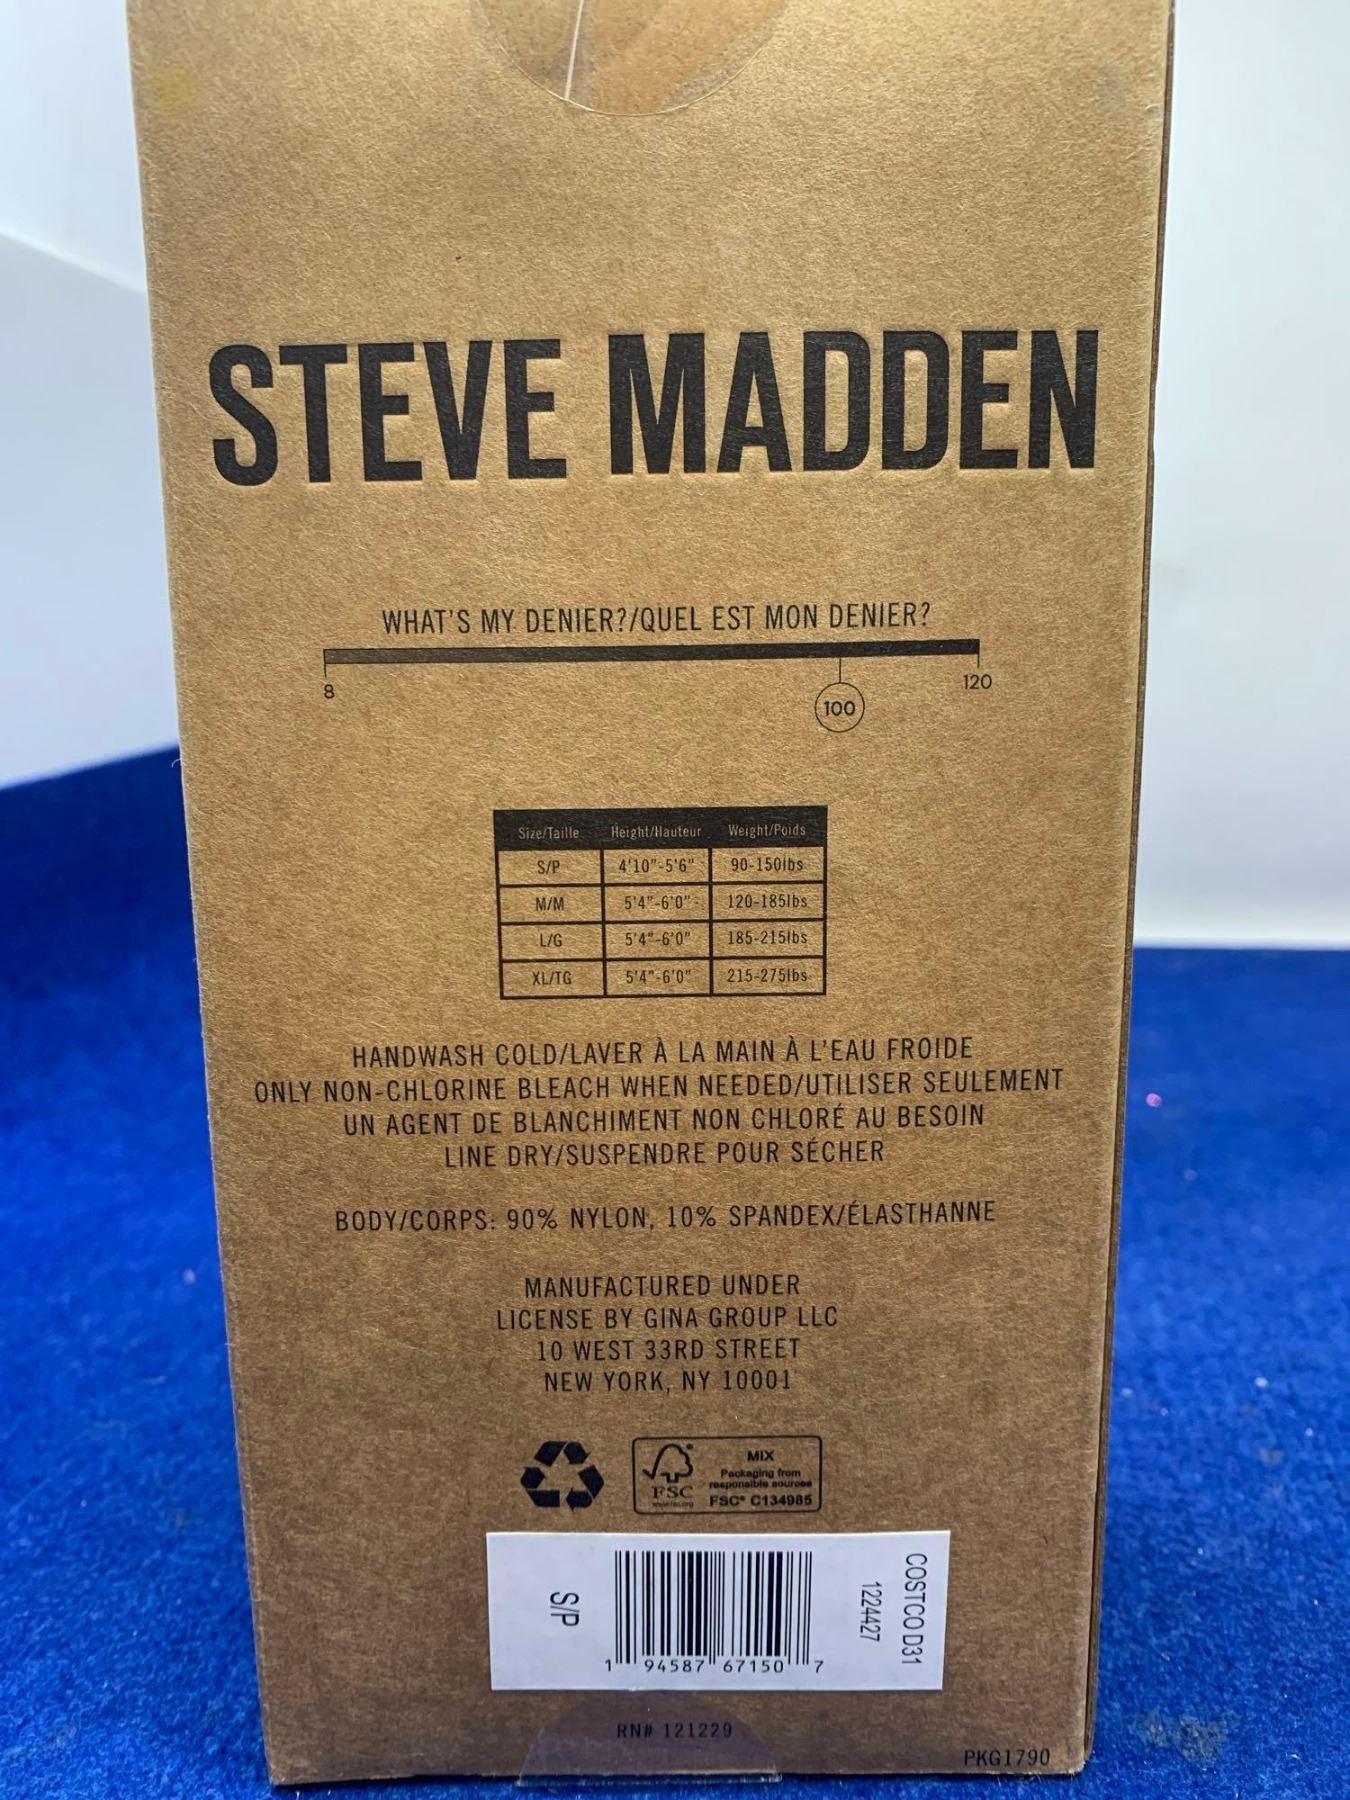 STEVE MADDEN
WHAT'S MY DENIER?/QUEL EST MON DENIER?
8 120
100
Size/Taille Height/Hauteur Weight/Poids
S/P 4'10"-5'6" 90-150lbs
M/M 5'4"-6'0" 120-185lbs
L/G 5'4"-6'0" 185-215lbs
XL/TG 5'4"-6'0" 215-275lbs
HANDWASH COLD/LAVER À LA MAIN À L'EAU FROIDE
ONLY NON-CHLORINE BLEACH WHEN NEEDED/UTILISER SEULEMENT
UN AGENT DE BLANCHIMENT NON CHLORÉ AU BESOIN
LINE DRY/SUSPENDRE POUR SÉCHER
BODY/CORPS: 90% NYLON, 10% SPANDEX/ÉLASTHANNE
MANUFACTURED UNDER
LICENSE BY GINA GROUP LLC
10 WEST 33RD STREET
NEW YORK, NY 10001
FSC
www.fsc.org
MIX
Packaging from
responsible sources
FSC® C134985
S/P
1 94587 67150 7
COSTCO D31
1224427
RN# 121229
PKG1790